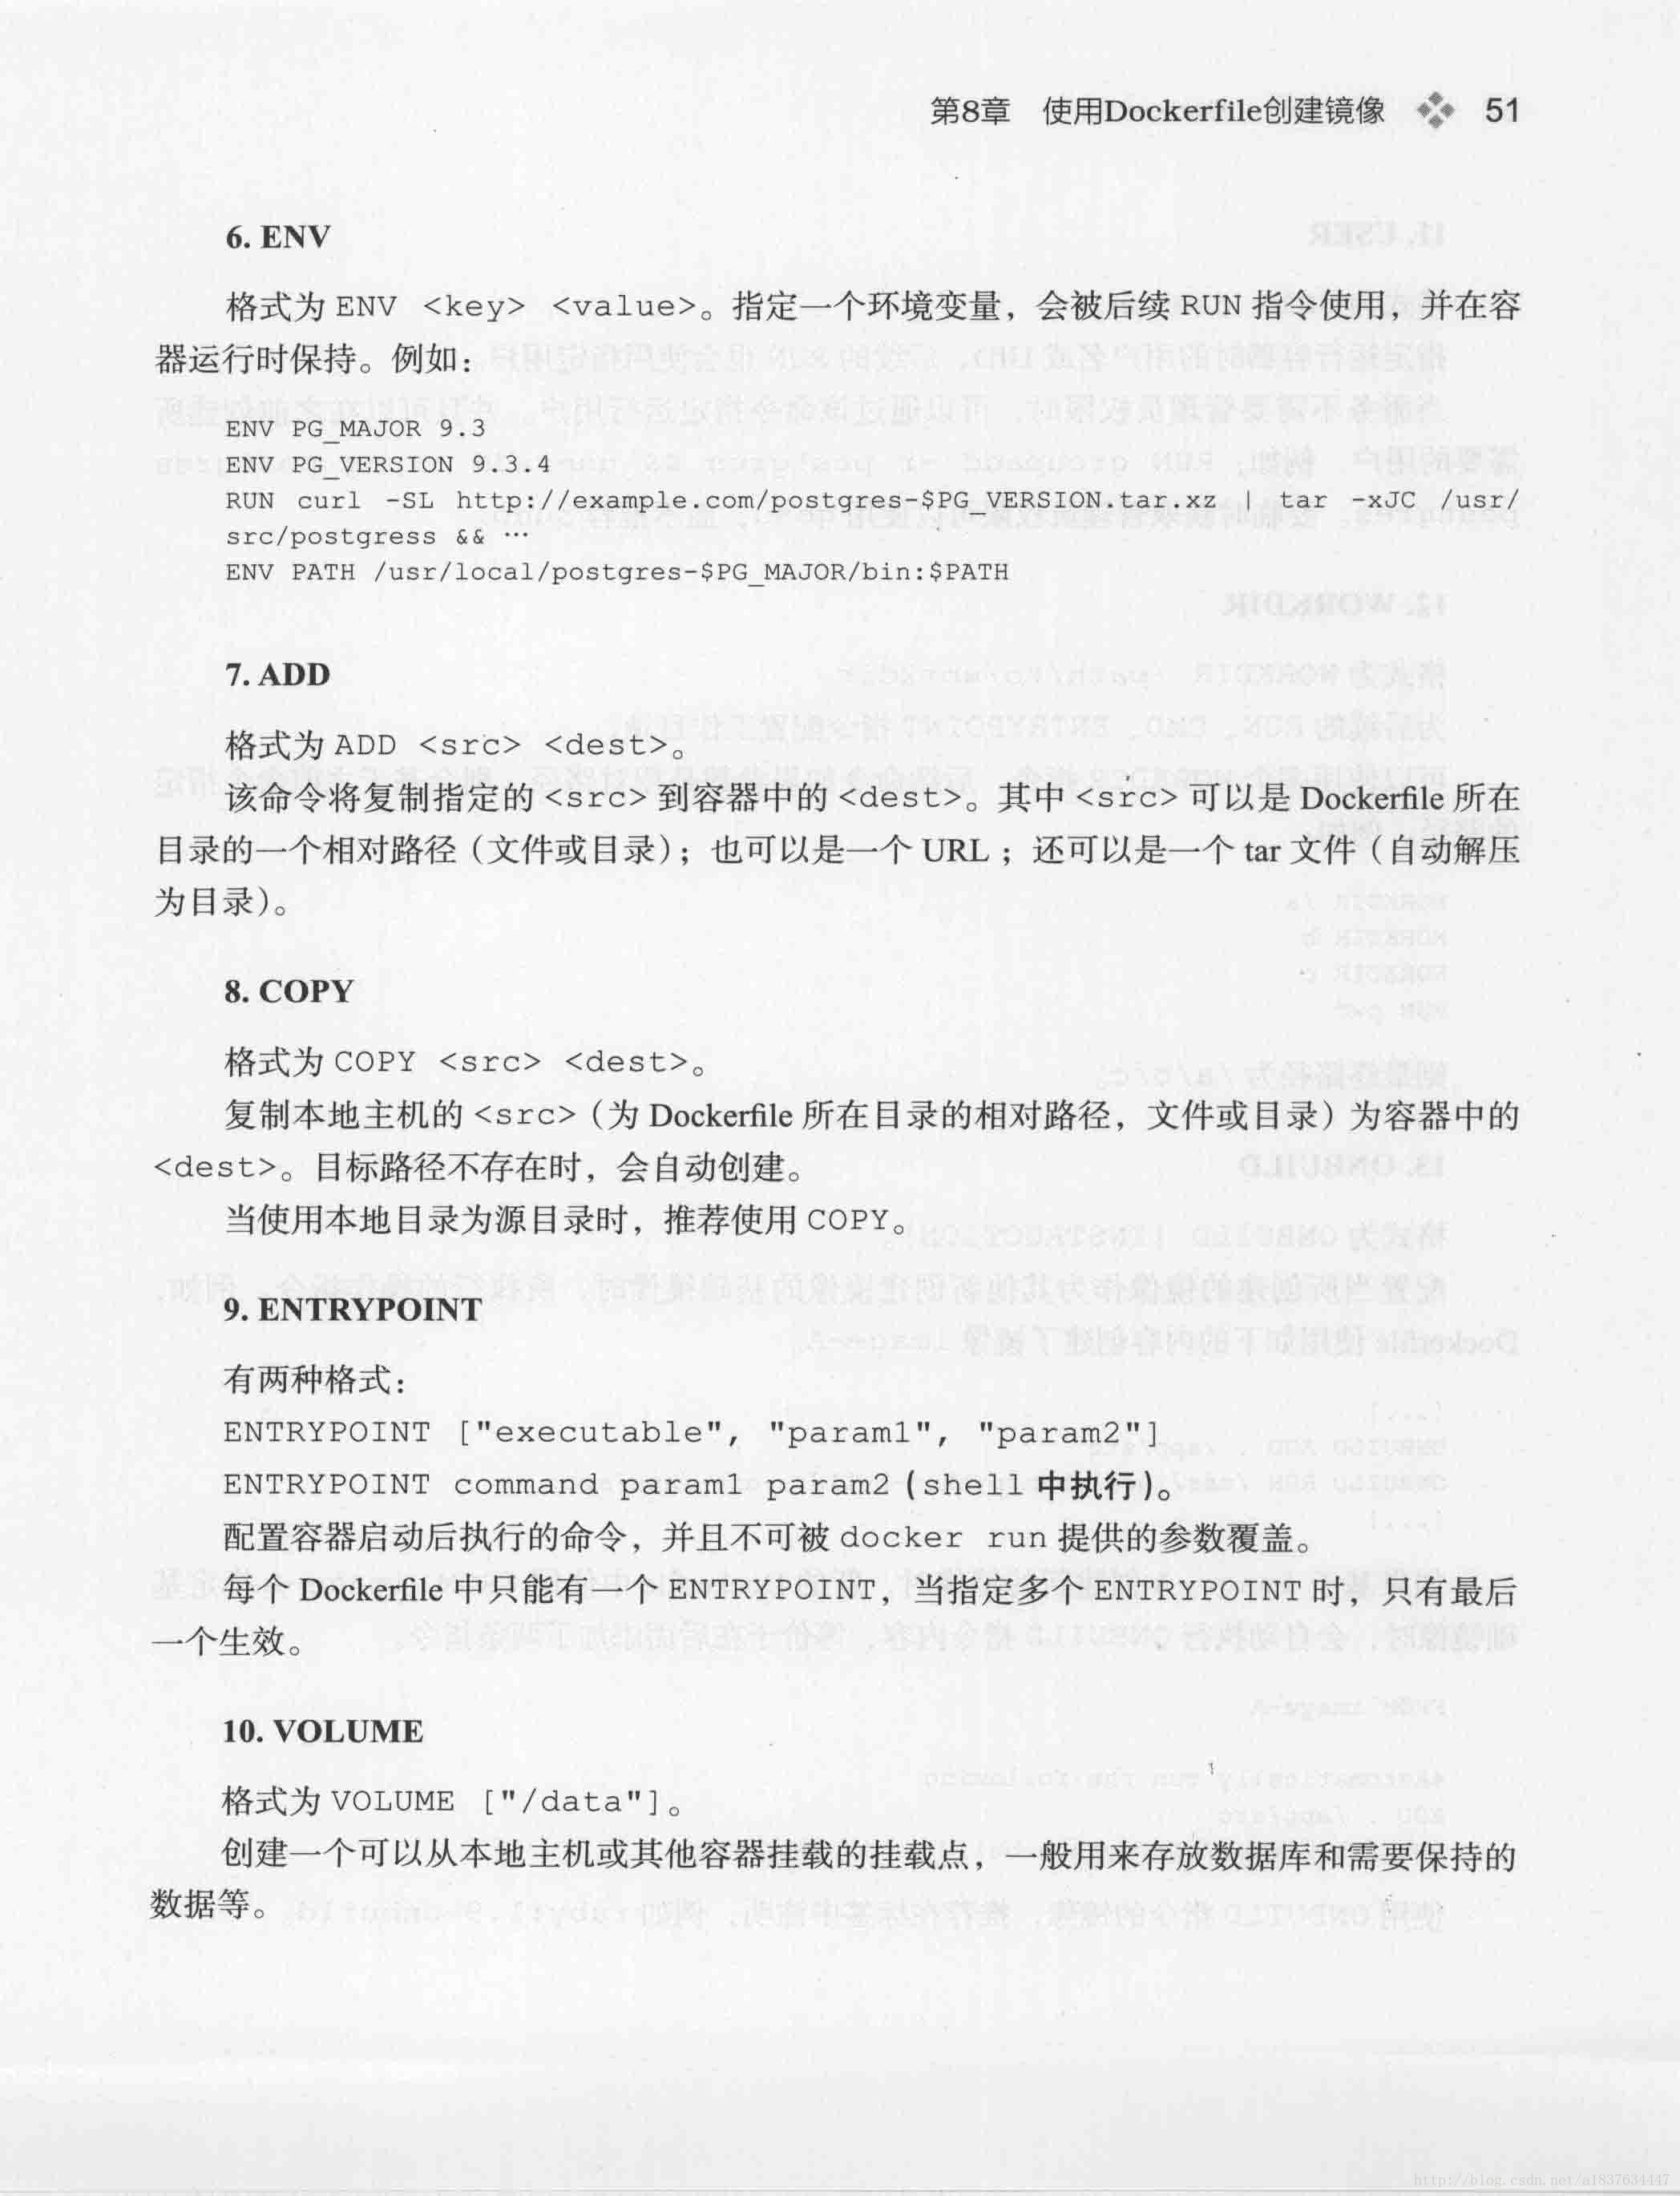 第8章 使用Dockerfile创建镜像 51
6. ENV
格式为 ENV <key> <value>。指定一个环境变量，会被后续 RUN 指令使用，并在容
器运行时保持。例如：
ENV PG_MAJOR 9.3
ENV PG_VERSION 9.3.4
RUN curl -SL http://example.com/postgres-$PG_VERSION.tar.xz | tar -xJC /usr/
src/postgress && …
ENV PATH /usr/local/postgres-$PG_MAJOR/bin:$PATH
7. ADD
格式为 ADD <src> <dest>。
该命令将复制指定的 <src> 到容器中的 <dest>。其中 <src> 可以是 Dockerfile 所在
目录的一个相对路径（文件或目录）；也可以是一个 URL；还可以是一个 tar 文件（自动解压
为目录）。
8. COPY
格式为 COPY <src> <dest>。
复制本地主机的 <src>（为 Dockerfile 所在目录的相对路径，文件或目录）为容器中的
<dest>。目标路径不存在时，会自动创建。
当使用本地目录为源目录时，推荐使用 COPY。
9. ENTRYPOINT
有两种格式：
ENTRYPOINT ["executable", "param1", "param2"]
ENTRYPOINT command param1 param2（shell 中执行）。
配置容器启动后执行的命令，并且不可被 docker run 提供的参数覆盖。
每个 Dockerfile 中只能有一个 ENTRYPOINT，当指定多个 ENTRYPOINT 时，只有最后
一个生效。
10. VOLUME
格式为 VOLUME ["/data"]。
创建一个可以从本地主机或其他容器挂载的挂载点，一般用来存放数据库和需要保持的
数据等。
http://blog.csdn.net/a1837634447